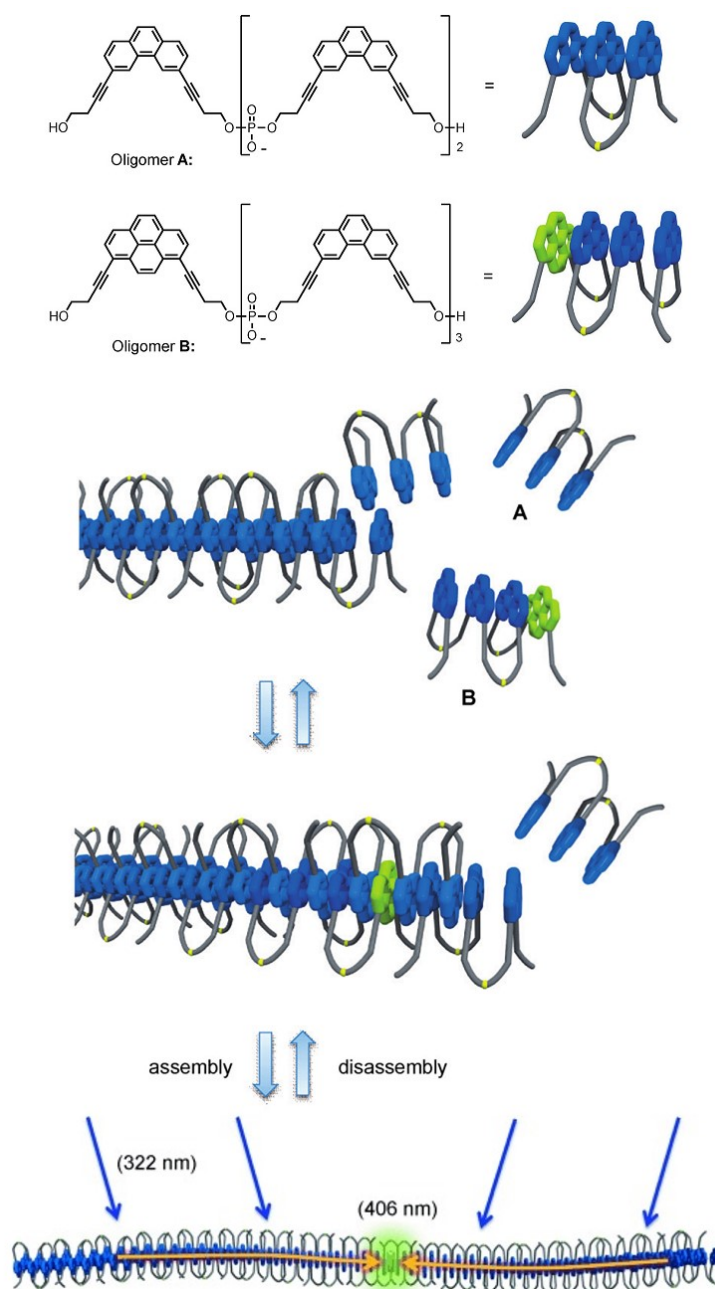 HO
O
O
P
O
O
−
O
H
2
=
Oligomer A:
HO
O
O
P
O
O
−
O
H
3
=
Oligomer B:
A
B
assembly
disassembly
(322 nm)
(406 nm)